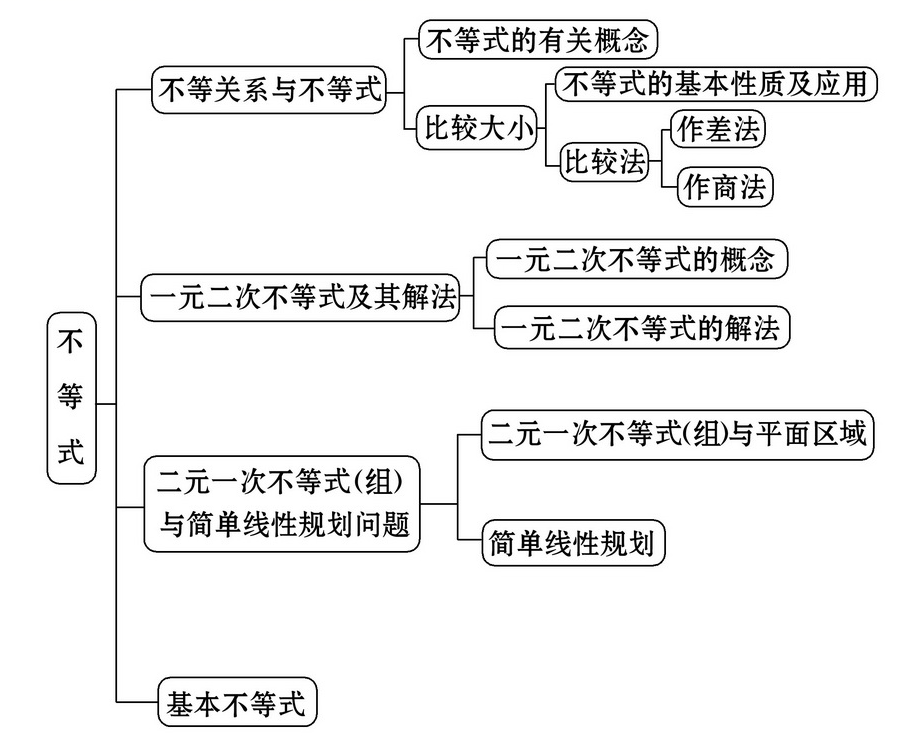 不等式的有关概念
不等关系与不等式
不等式的基本性质及应用
比较大小
作差法
比较法
作商法
一元二次不等式的概念
一元二次不等式及其解法
一元二次不等式的解法
不
等
式
二元一次不等式(组)与平面区域
二元一次不等式(组)
与简单线性规划问题
简单线性规划
基本不等式